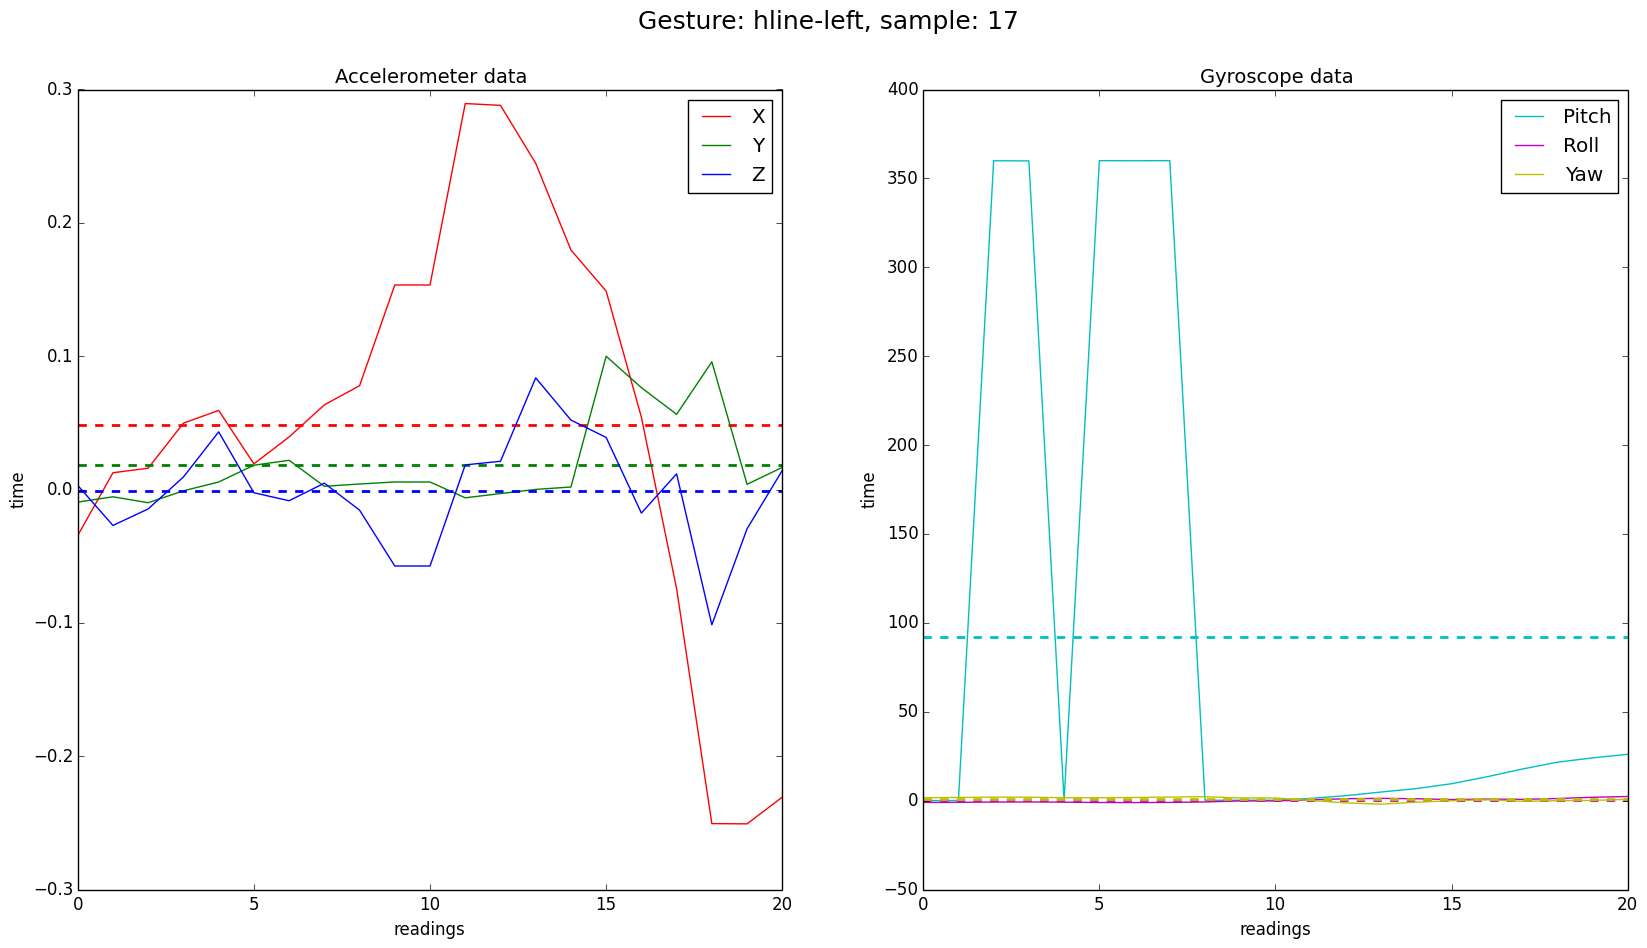 Gesture: hline-left, sample: 17
Accelerometer data
0.3
0.2
0.1
0.0
−0.1
−0.2
−0.3
time
0
5
10
15
20
readings
X
Y
Z
Gyroscope data
400
350
300
250
200
150
100
50
0
−50
time
0
5
10
15
20
readings
Pitch
Roll
Yaw